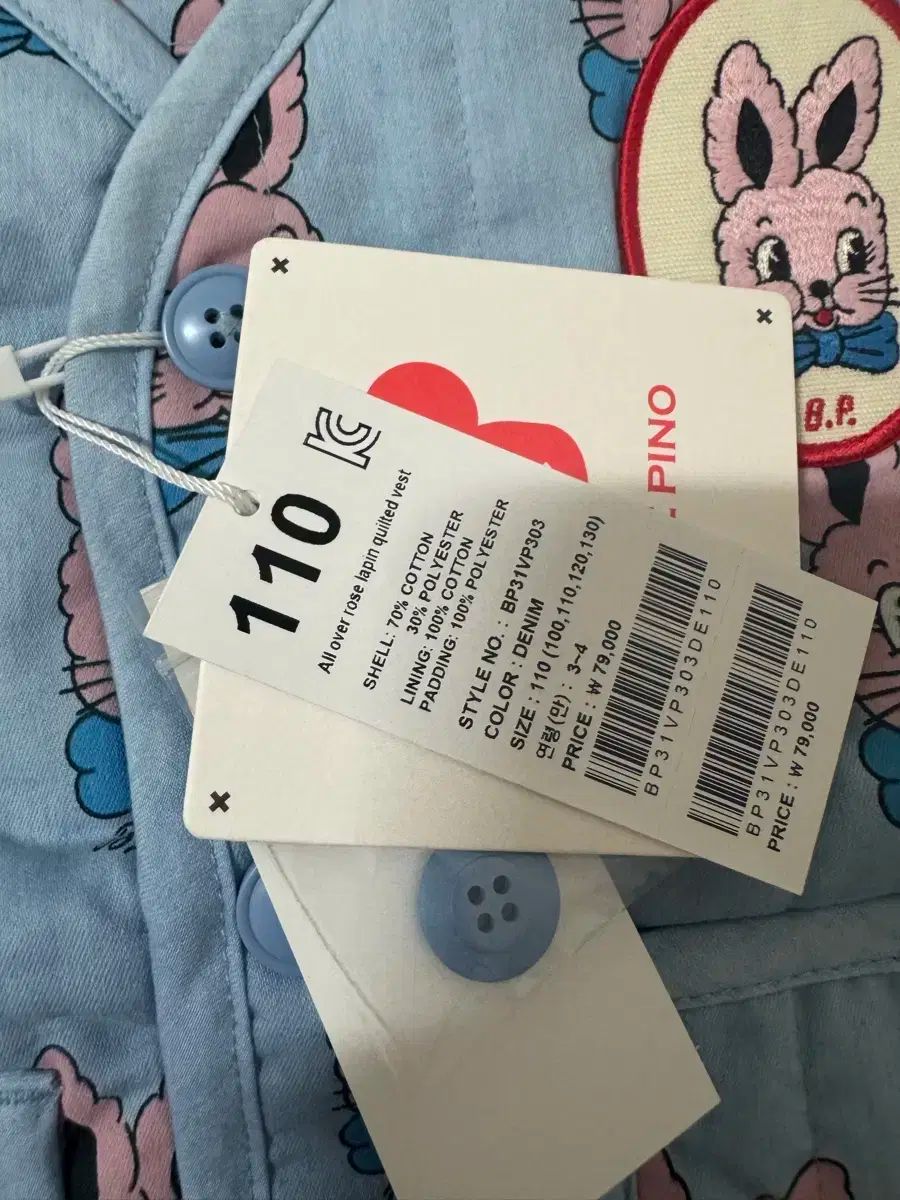 B.P.
PINO
110
All over rose lapin quilted vest
SHELL: 70% COTTON
30% POLYESTER
LINING: 100% COTTON
PADDING: 100% POLYESTER
STYLE NO. : BP31VP303
COLOR : DENIM
SIZE : 110 (100,110,120,130)
연령(만) : 3~4
PRICE : ₩ 79,000
BP31VP303DE110
BP31VP303DE110
PRICE : ₩ 79,000